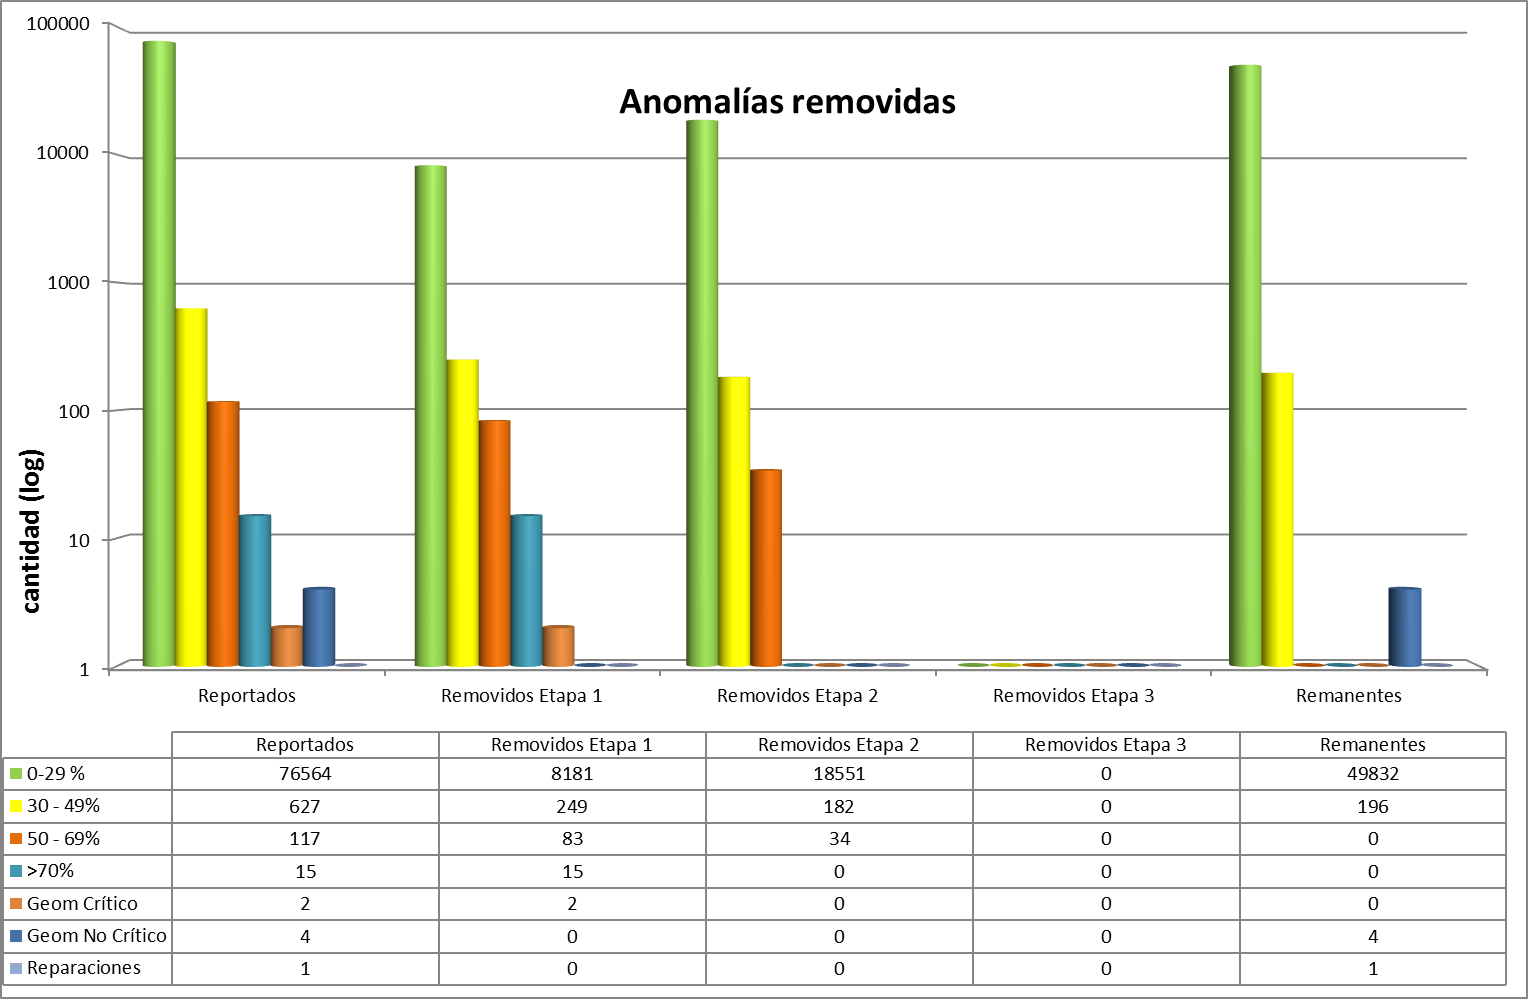 Anomalías removidas
cantidad (log)
100000
10000
1000
100
10
1
Reportados Removidos Etapa 1 Removidos Etapa 2 Removidos Etapa 3 Remanentes
Reportados Removidos Etapa 1 Removidos Etapa 2 Removidos Etapa 3 Remanentes
0-29 % 76564 8181 18551 0 49832
30 - 49% 627 249 182 0 196
50 - 69% 117 83 34 0 0
>70% 15 15 0 0 0
Geom Crítico 2 2 0 0 0
Geom No Crítico 4 0 0 0 4
Reparaciones 1 0 0 0 1